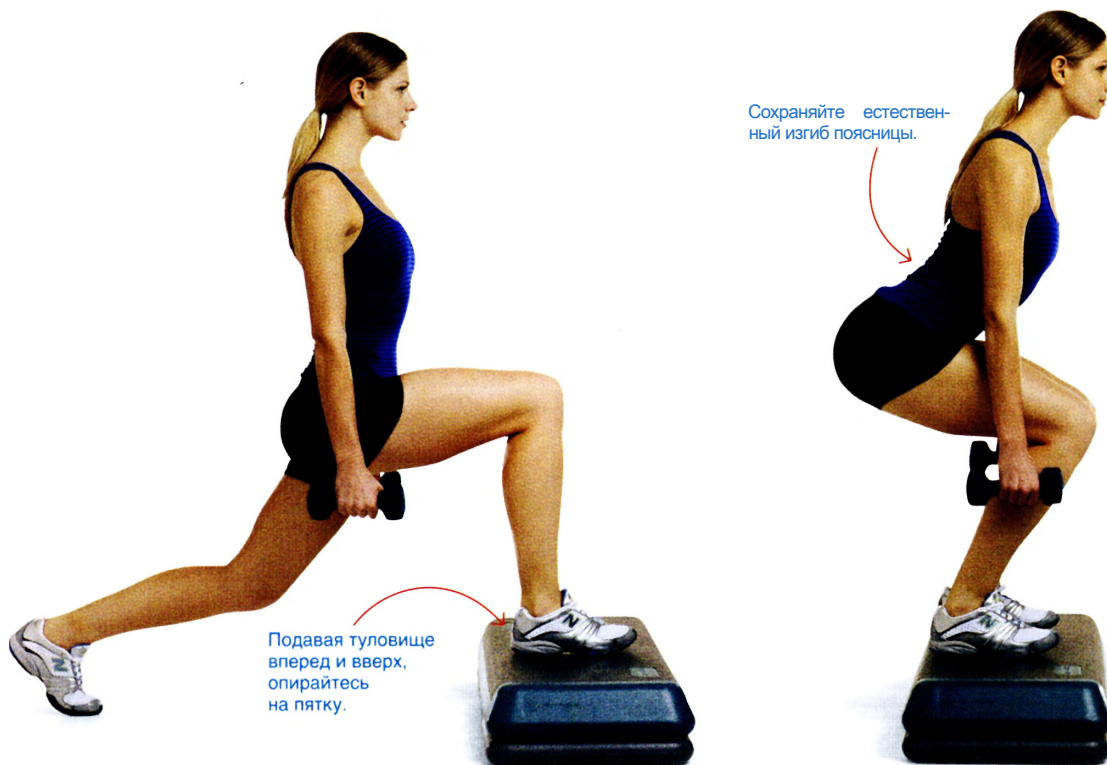 Сохраняйте естествен-
ный изгиб поясницы.
Подавая туловище
вперед и вверх,
опирайтесь
на пятку.
N
N
N